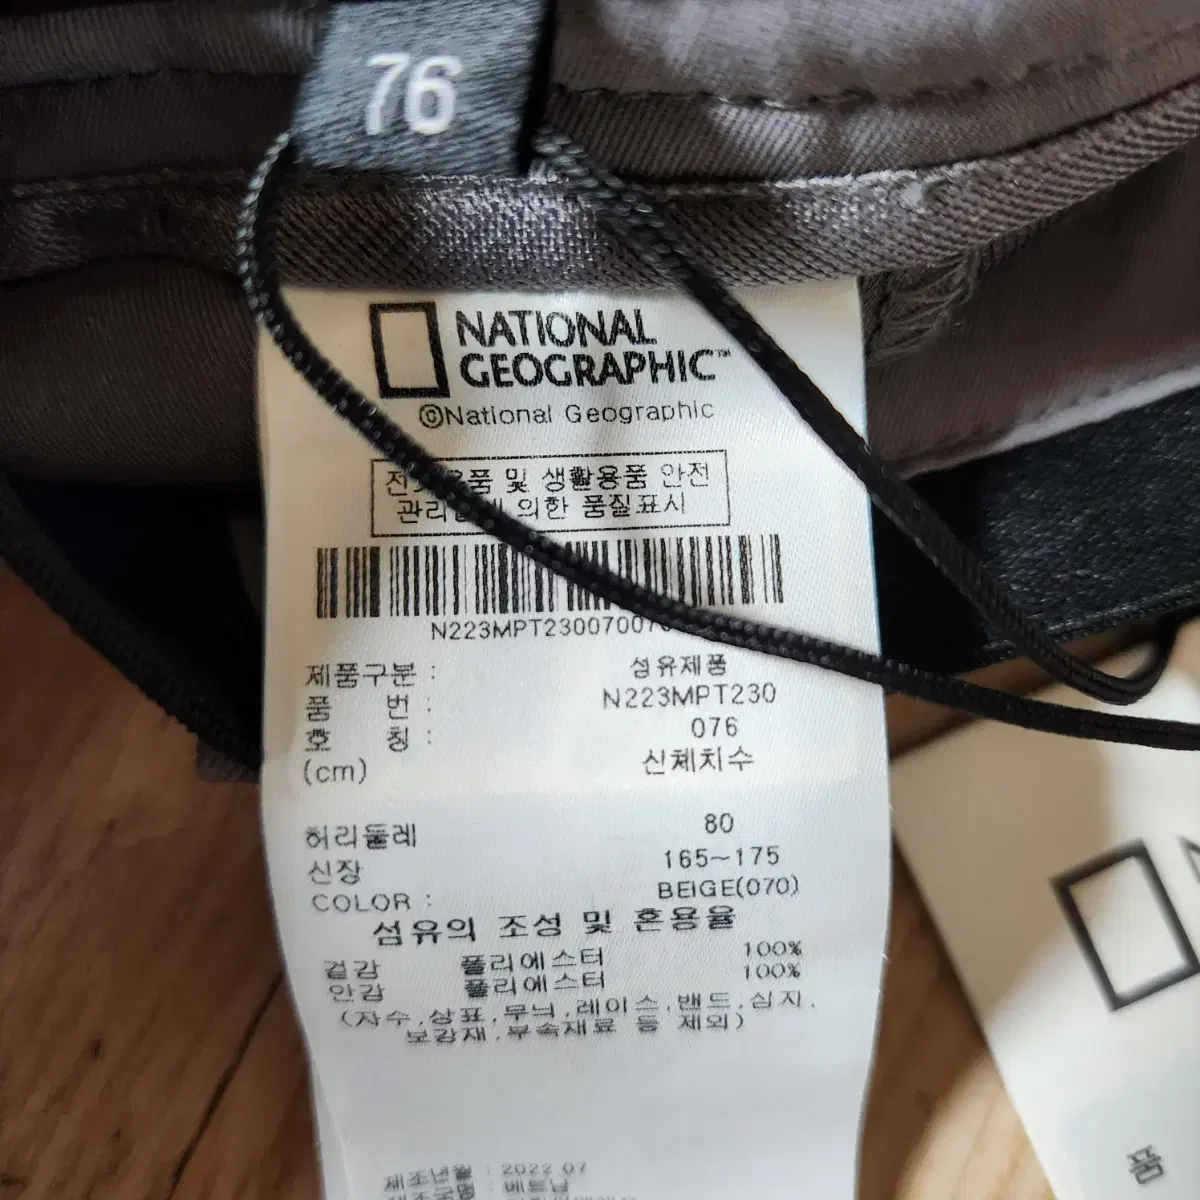 76
NATIONAL
GEOGRAPHIC™
©National Geographic
및 생활용품 안전
의한 품질표시
제품구분 : 섬유제품
품 번 : N223MPT230
호 칭 : 076
(cm) 신체치수
허리둘레 80
신장 165~175
COLOR : BEIGE(070)
섬유의 조성 및 혼용율
겉감 폴리에스터 100%
안감 폴리에스터 100%
(자수,상표,무늬,레이스,밴드,심지,
보강재,부속재료 등 제외)
제조년월 : 2022.07
제조국명 : 베트남
품